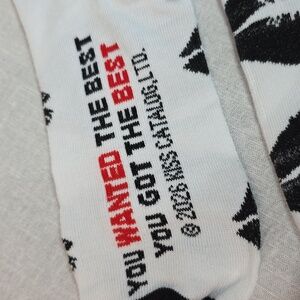 YOU WANTED THE BEST
YOU GOT THE BEST
© 2026 KISS CATALOG, LTD.